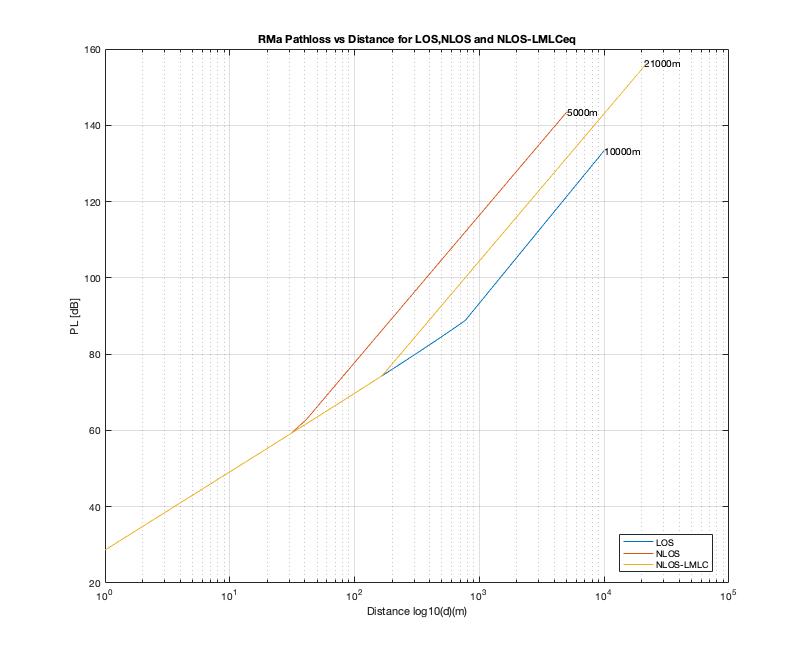 RMa Pathloss vs Distance for LOS,NLOS and NLOS-LMLCeq
160
140
120
100
80
60
40
20
PL [dB]
21000m
5000m
10000m
LOS
NLOS
NLOS-LMLC
10^0
10^1
10^2
10^3
10^4
10^5
Distance log10(d)(m)